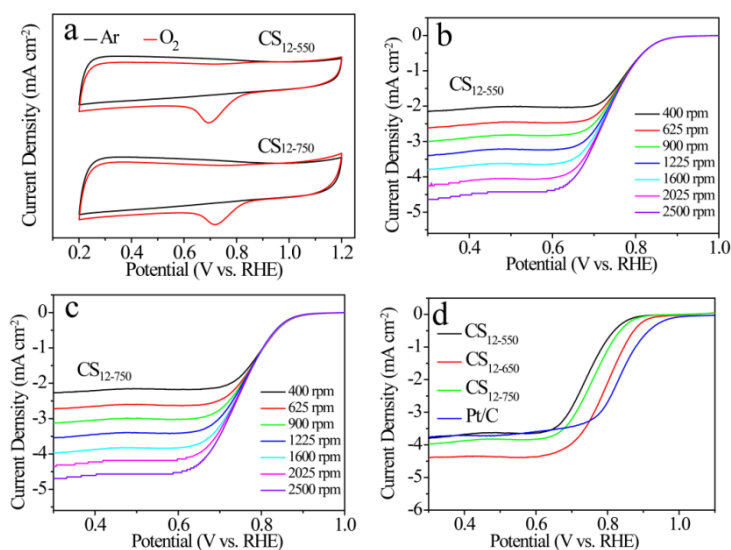 a
Ar
O2
CS12-550
CS12-750
Current Demsity (mA cm-2)
0.2 0.4 0.6 0.8 1.0 1.2
Potential (V vs. RHE)
b
CS12-550
400 rpm
625 rpm
900 rpm
1225 rpm
1600 rpm
2025 rpm
2500 rpm
0
-1
-2
-3
-4
-5
Current Demsity (mA cm-2)
0.4 0.6 0.8 1.0
Potential (V vs. RHE)
c
CS12-750
400 rpm
625 rpm
900 rpm
1225 rpm
1600 rpm
2025 rpm
2500 rpm
0
-1
-2
-3
-4
-5
Current Demsity (mA cm-2)
0.4 0.6 0.8 1.0
Potential (V vs. RHE)
d
CS12-550
CS12-650
CS12-750
Pt/C
0
-1
-2
-3
-4
-5
-6
Current Demsity (mA cm-2)
0.4 0.6 0.8 1.0
Potential (V vs. RHE)